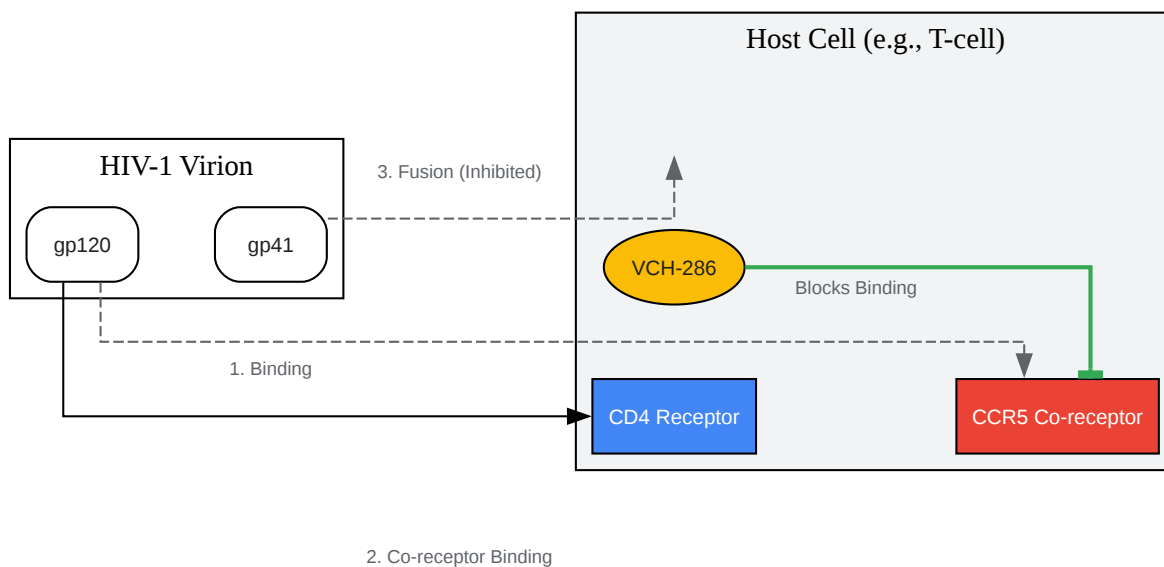 Host Cell (e.g., T-cell)
HIV-1 Virion
3. Fusion (Inhibited)
gp120
gp41
VCH-286
Blocks Binding
1. Binding
CD4 Receptor
CCR5 Co-receptor
2. Co-receptor Binding